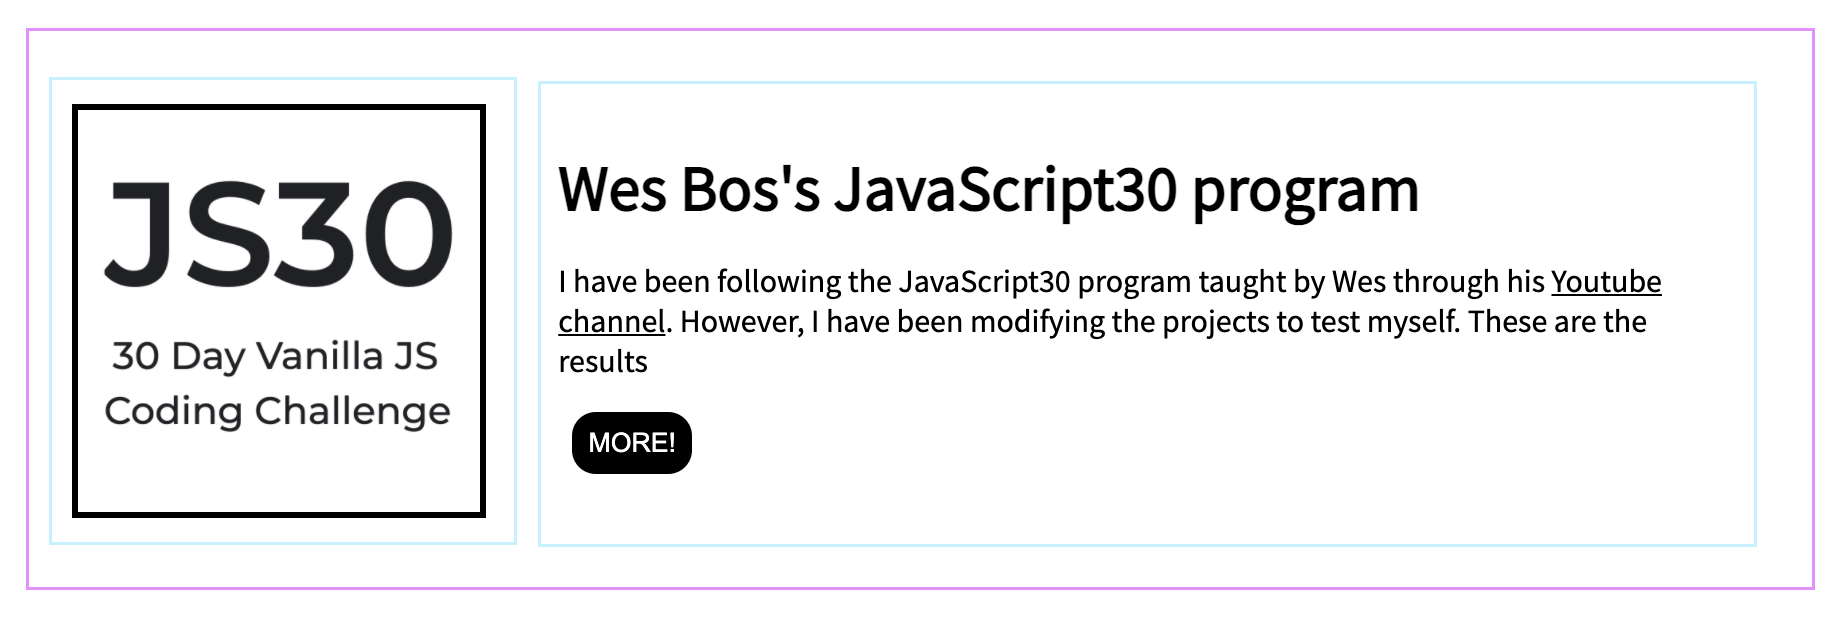 JS30
30 Day Vanilla JS
Coding Challenge
Wes Bos's JavaScript30 program
I have been following the JavaScript30 program taught by Wes through his Youtube
channel. However, I have been modifying the projects to test myself. These are the
results
MORE!